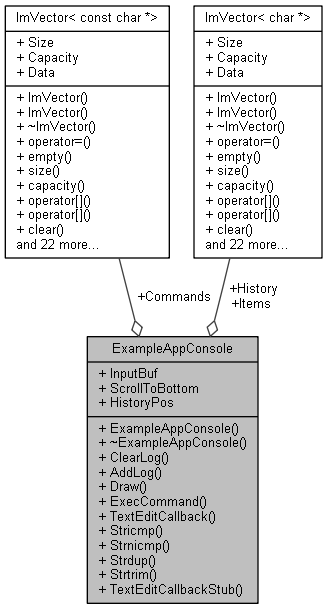 ImVector< const char *>
+ Size
+ Capacity
+ Data
+ ImVector()
+ ImVector()
+ ~ImVector()
+ operator=()
+ empty()
+ size()
+ capacity()
+ operator[]()
+ operator[]()
+ clear()
and 22 more...
ImVector< char *>
+ Size
+ Capacity
+ Data
+ ImVector()
+ ImVector()
+ ~ImVector()
+ operator=()
+ empty()
+ size()
+ capacity()
+ operator[]()
+ operator[]()
+ clear()
and 22 more...
+Commands
+History
+Items
ExampleAppConsole
+ InputBuf
+ ScrollToBottom
+ HistoryPos
+ ExampleAppConsole()
+ ~ExampleAppConsole()
+ ClearLog()
+ AddLog()
+ Draw()
+ ExecCommand()
+ TextEditCallback()
+ Stricmp()
+ Strnicmp()
+ Strdup()
+ Strtrim()
+ TextEditCallbackStub()